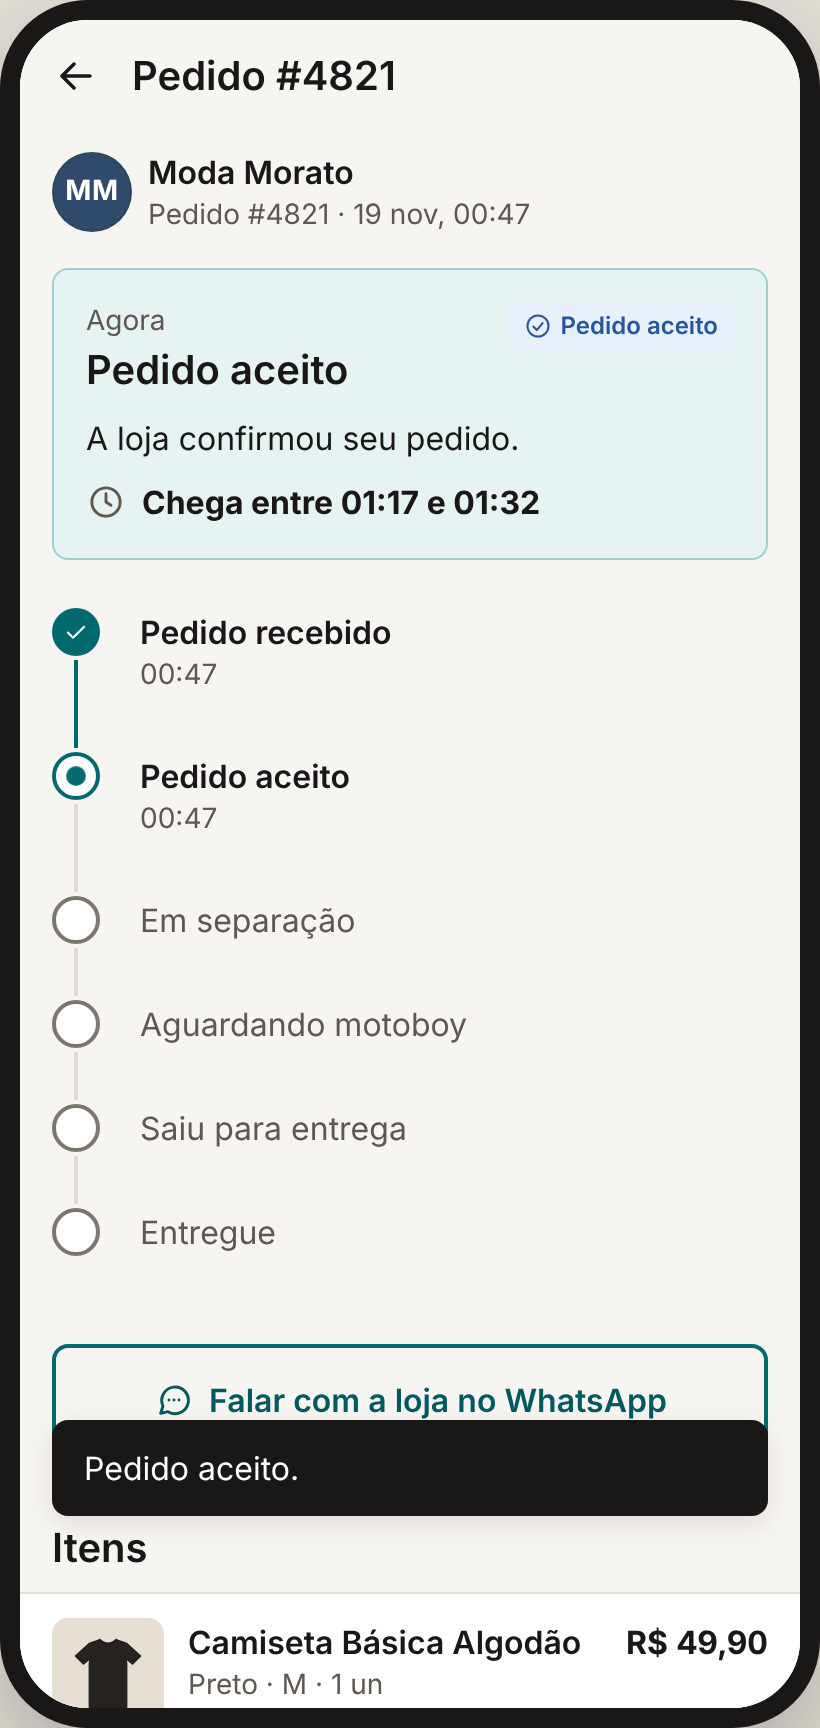 Pedido #4821
MM
Moda Morato
Pedido #4821 · 19 nov, 00:47
Agora
Pedido aceito
Pedido aceito
A loja confirmou seu pedido.
Chega entre 01:17 e 01:32
Pedido recebido
00:47
Pedido aceito
00:47
Em separação
Aguardando motoboy
Saiu para entrega
Entregue
Falar com a loja no WhatsApp
Pedido aceito.
Itens
Camiseta Básica Algodão R$ 49,90
Preto · M · 1 un